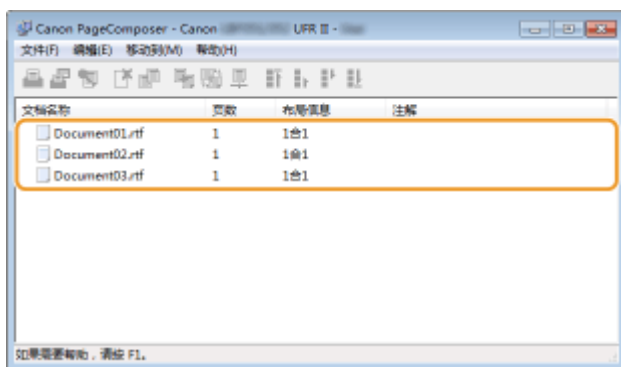 Canon PageComposer - Canon UFR II -
文件(F) 编辑(E) 移动到(M) 帮助(H)
文档名称 页数 布局信息 注解
Document01.rtf 1 1合1
Document02.rtf 1 1合1
Document03.rtf 1 1合1
如果需要帮助，请按 F1。